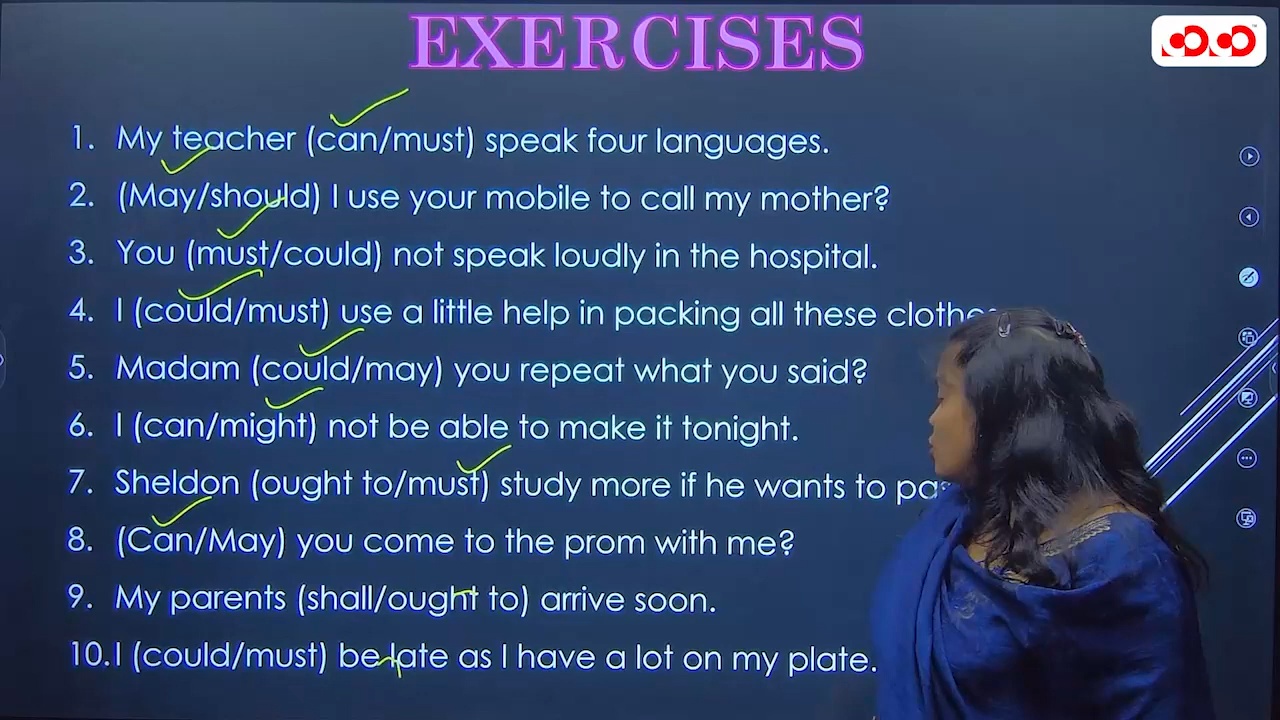 EXERCISES
1. My teacher (can/must) speak four languages.
2. (May/should) I use your mobile to call my mother?
3. You (must/could) not speak loudly in the hospital.
4. I (could/must) use a little help in packing all these
5. Madam (could/may) you repeat what you said?
6. I (can/might) not be able to make it tonight.
7. Sheldon (ought to/must) study more if he wants to
8. (Can/May) you come to the prom with me?
9. My parents (shall/ought to) arrive soon.
10.I (could/must) be late as I have a lot on my plate.